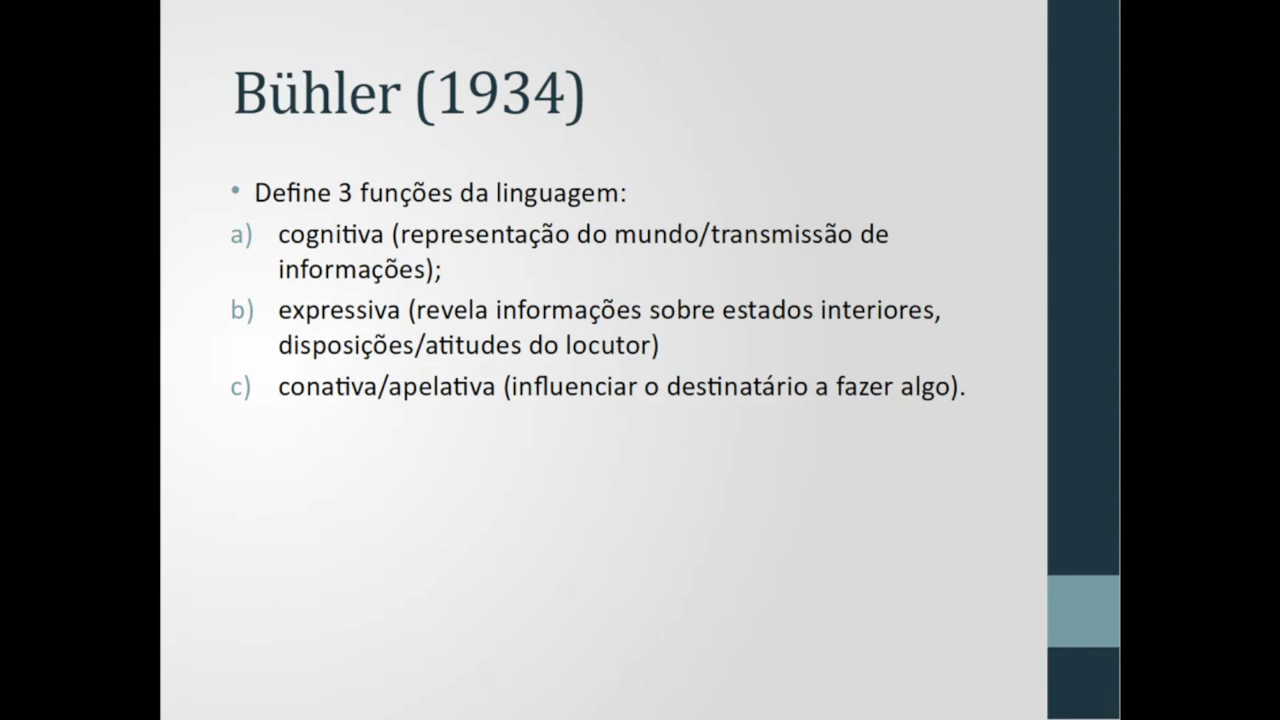 Bühler (1934)
• Define 3 funções da linguagem:
a) cognitiva (representação do mundo/transmissão de
informações);
b) expressiva (revela informações sobre estados interiores,
disposições/atitudes do locutor)
c) conativa/apelativa (influenciar o destinatário a fazer algo).